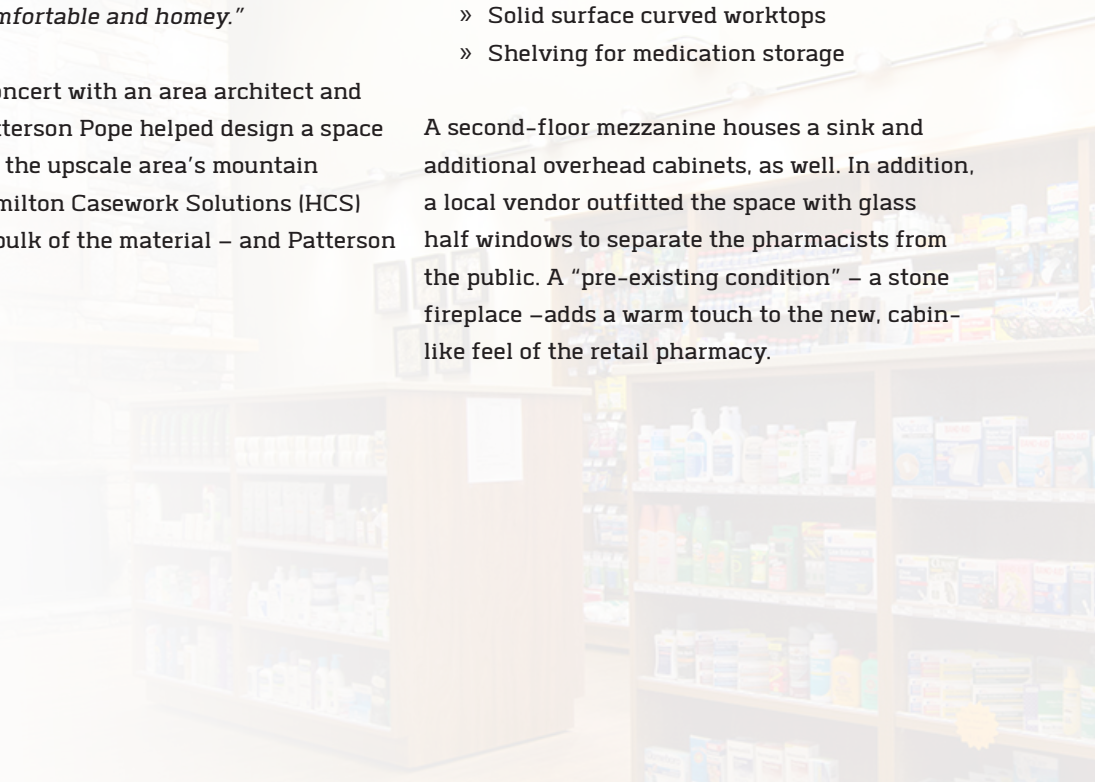 mfortable and homey.”
oncert with an area architect and
tterson Pope helped design a space
the upscale area’s mountain
milton Casework Solutions (HCS)
bulk of the material – and Patterson
» Solid surface curved worktops
» Shelving for medication storage
A second-floor mezzanine houses a sink and
additional overhead cabinets, as well. In addition,
a local vendor outfitted the space with glass
half windows to separate the pharmacists from
the public. A “pre-existing condition” – a stone
fireplace –adds a warm touch to the new, cabin-
like feel of the retail pharmacy.